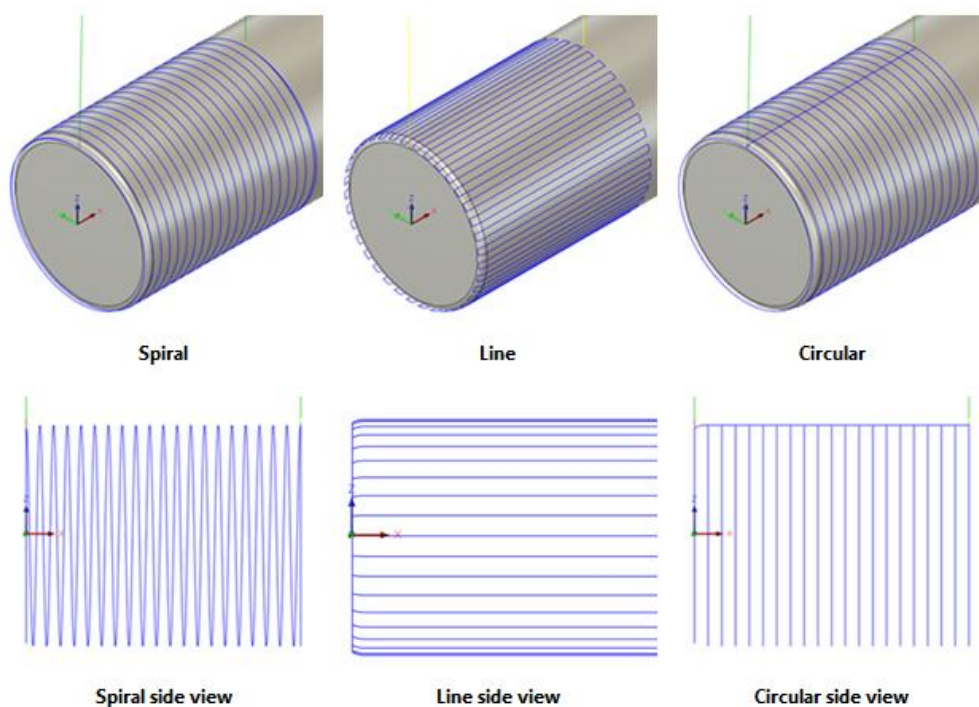 Z
X
Z
X
Z
X
Spiral
Line
Circular
Z
X
Z
X
Z
X
Spiral side view
Line side view
Circular side view